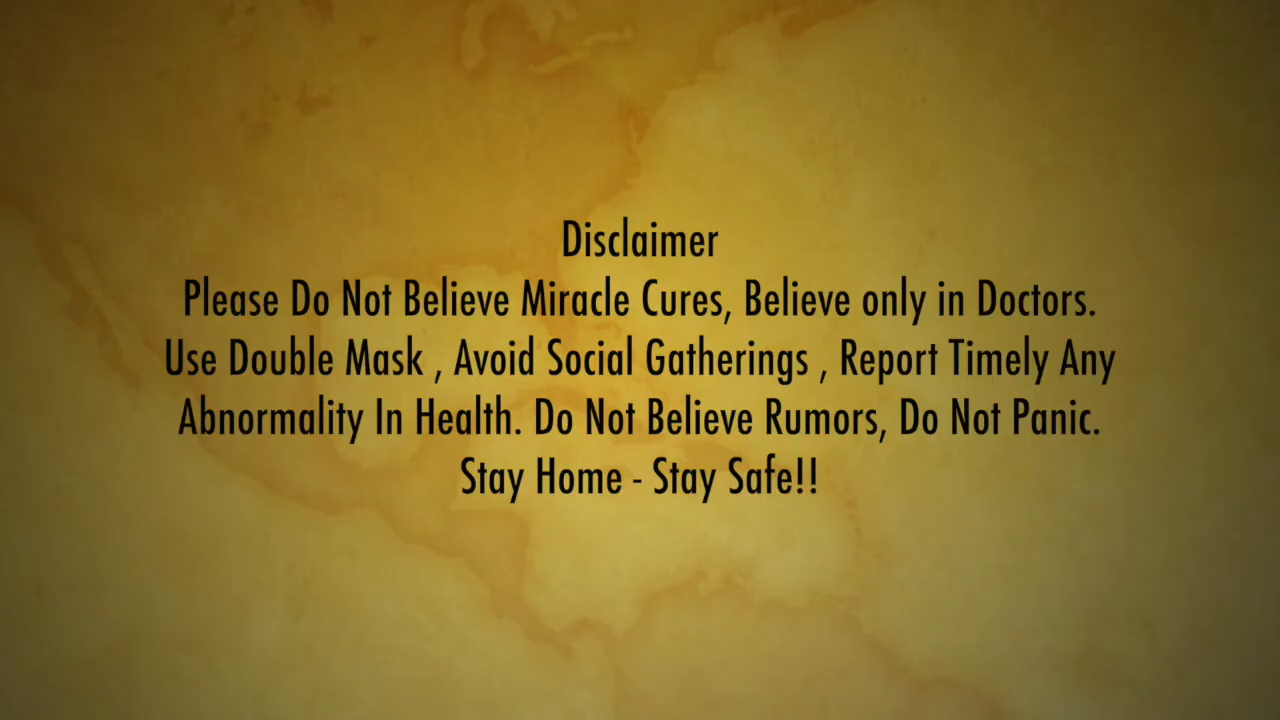 Disclaimer
Please Do Not Believe Miracle Cures, Believe only in Doctors.
Use Double Mask , Avoid Social Gatherings , Report Timely Any
Abnormality In Health. Do Not Believe Rumors, Do Not Panic.
Stay Home - Stay Safe!!